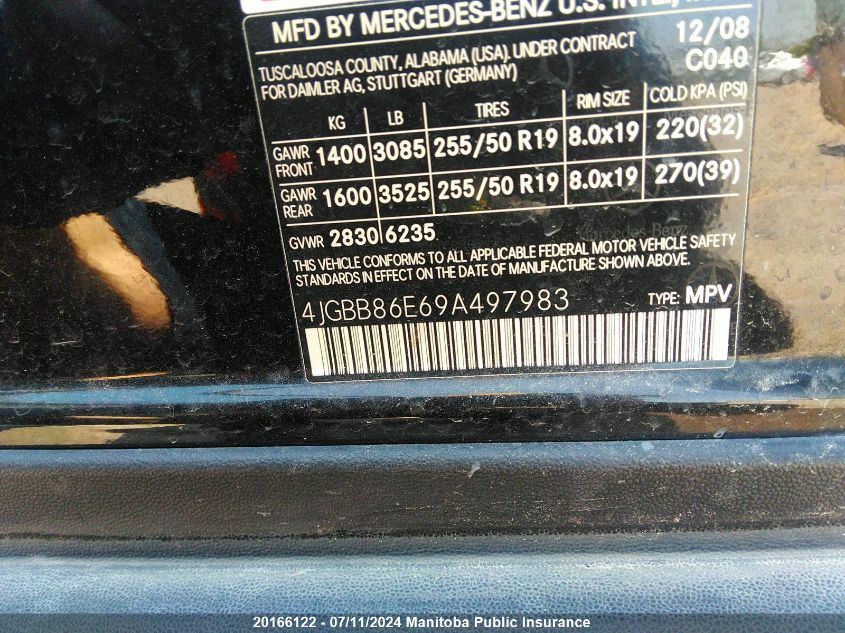 MFD BY MERCEDES-BENZ U.S. INT'L, IN
12/08
TUSCALOOSA COUNTY, ALABAMA (USA), UNDER CONTRACT C040
FOR DAIMLER AG, STUTTGART (GERMANY)
KG LB TIRES RIM SIZE COLD KPA (PSI)
GAWR FRONT 1400 3085 255/50 R19 8.0x19 220(32)
GAWR REAR 1600 3525 255/50 R19 8.0x19 270(39)
GVWR 2830 6235
Mercedes-Benz
THIS VEHICLE CONFORMS TO ALL APPLICABLE FEDERAL MOTOR VEHICLE SAFETY
STANDARDS IN EFFECT ON THE DATE OF MANUFACTURE SHOWN ABOVE.
4JGBB86E69A497983 TYPE: MPV
20166122 / 07/11/2024 / Manitoba Public Insurance